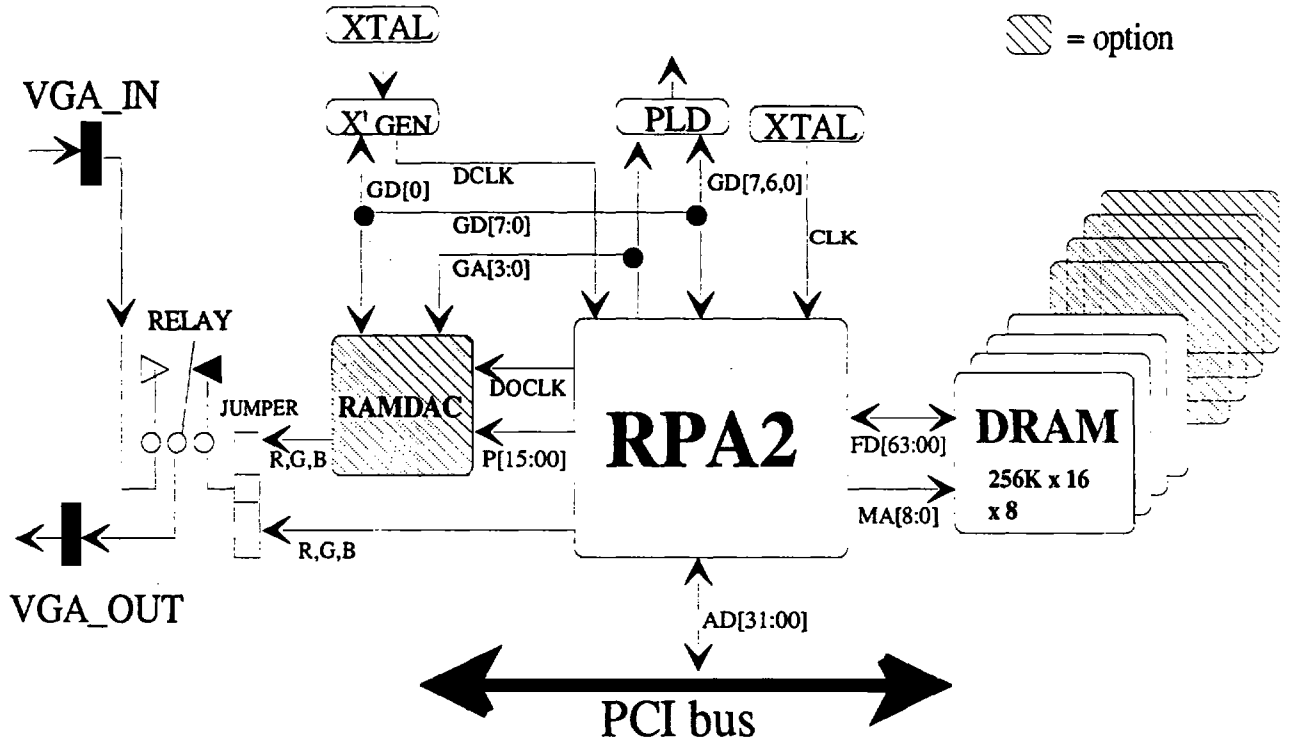 XTAL
= option
VGA_IN
GEN
PLD
XTAL
DCLK
GD[0]
GD[7,6,0]
GD[7:0]
CLK
GA[3:0]
RELAY
DOCLK
RAMDAC
RPA2
DRAM
JUMPER
FD[63:00]
R,G,B
P[15:00]
256K x 16
x 8
MA[8:0]
R,G,B
VGA_OUT
AD[31:00]
PCI bus